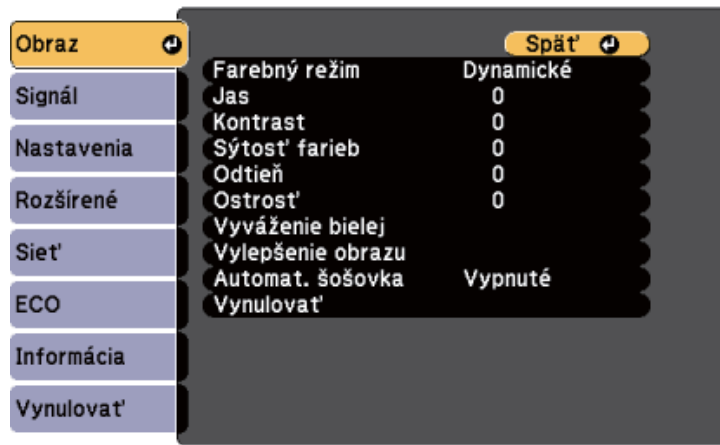 Obraz
Signál
Nastavenia
Rozšírené
Sieť
ECO
Informácia
Vynulovať
Späť
Farebný režim Dynamické
Jas 0
Kontrast 0
Sýtosť farieb 0
Odtieň 0
Ostrosť 0
Vyváženie bielej
Vylepšenie obrazu
Automat. šošovka Vypnuté
Vynulovať